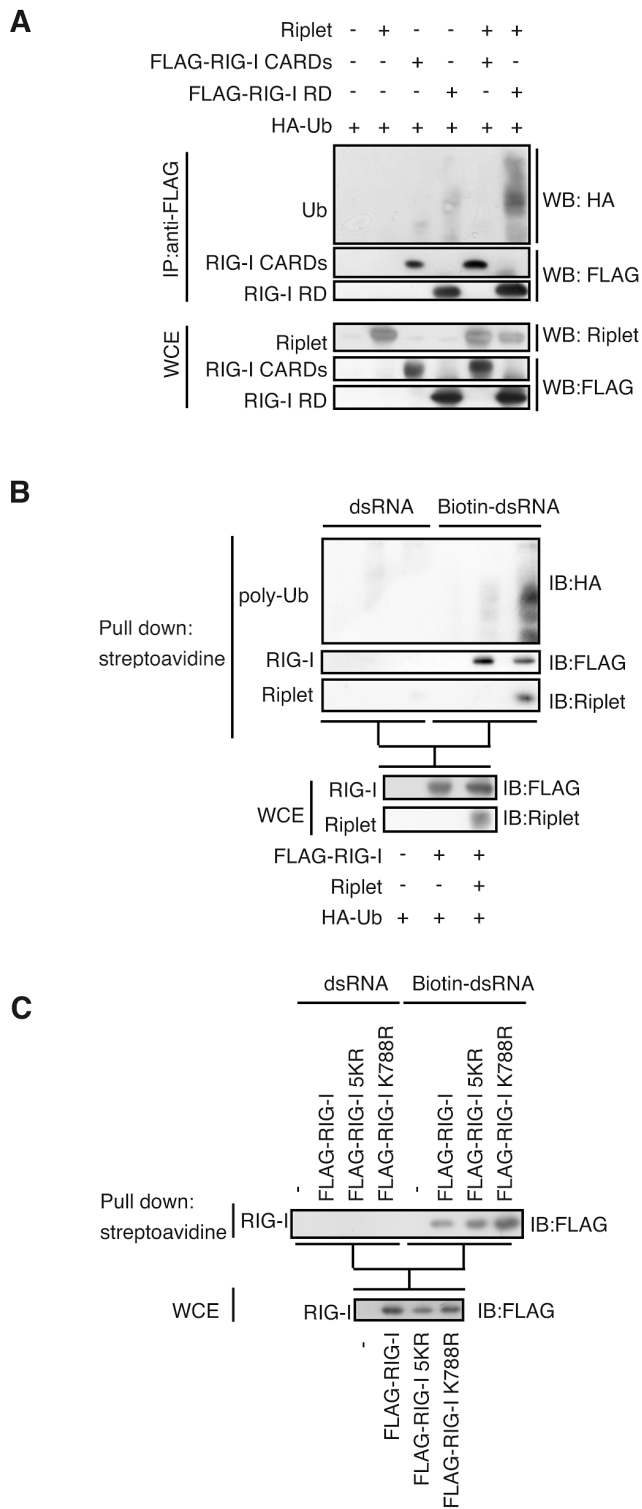 A
Riplet - + - - + +
FLAG-RIG-I CARDs - - + - + -
FLAG-RIG-I RD - - - + - +
HA-Ub + + + + + +
IP:anti-FLAG
Ub
WB: HA
RIG-I CARDs
WB: FLAG
RIG-I RD
WCE
Riplet
WB: Riplet
RIG-I CARDs
WB:FLAG
RIG-I RD
B
dsRNA Biotin-dsRNA
Pull down:
streptoavidine
poly-Ub
IB:HA
RIG-I
IB:FLAG
Riplet
IB:Riplet
WCE
RIG-I
IB:FLAG
Riplet
IB:Riplet
FLAG-RIG-I - + +
Riplet - - +
HA-Ub + + +
C
dsRNA Biotin-dsRNA
-
FLAG-RIG-I
FLAG-RIG-I 5KR
FLAG-RIG-I K788R
-
FLAG-RIG-I
FLAG-RIG-I 5KR
FLAG-RIG-I K788R
Pull down:
streptoavidine
RIG-I
IB:FLAG
WCE
RIG-I
IB:FLAG
-
FLAG-RIG-I
FLAG-RIG-I 5KR
FLAG-RIG-I K788R